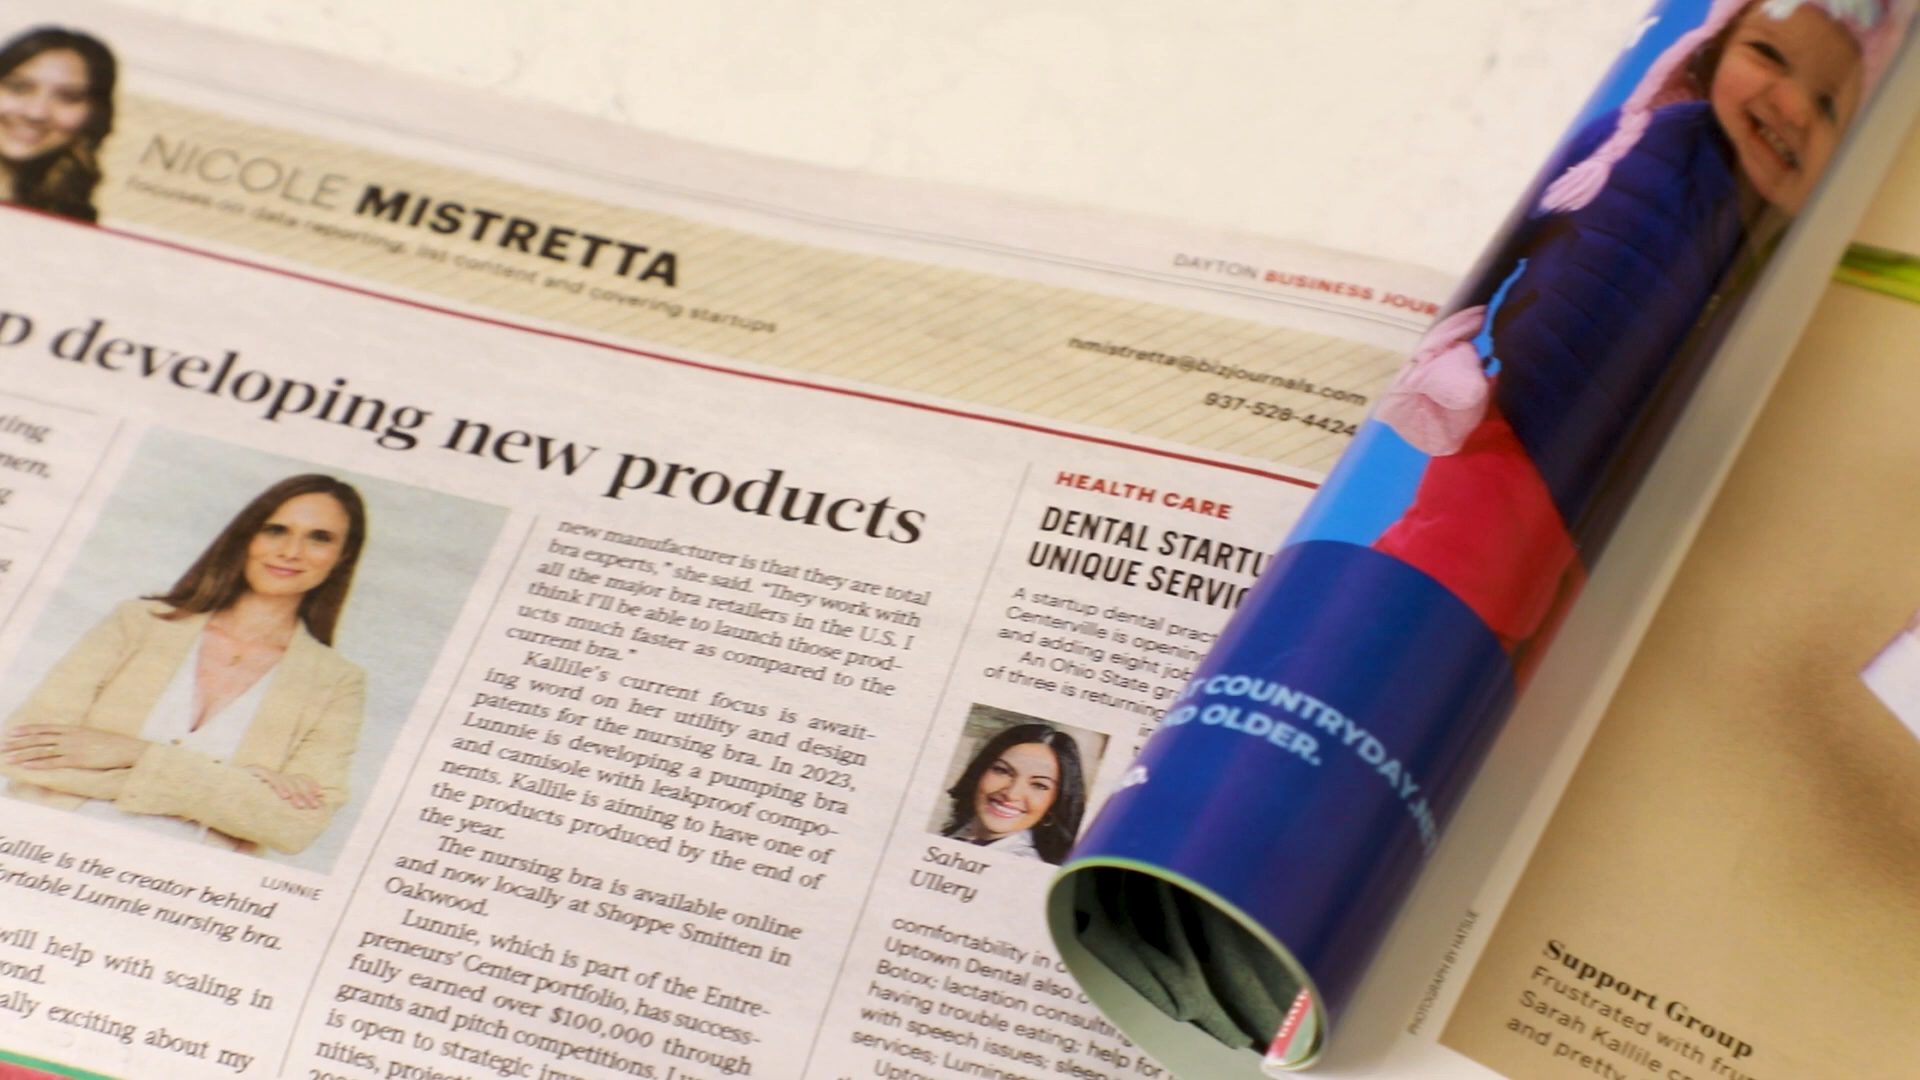 NICOLE MISTRETTA
focuses on data reporting, list content and covering startups
DAYTON BUSINESS JOUR
nmistretta@bizjournals.com
937-528-4424
p developing new products
LUNNIE
Kallile is the creator behind
Lunnie nursing bra.
will help with scaling in
exciting about my
new manufacturer is that they are total
bra experts," she said. "They work with
all the major bra retailers in the U.S. I
think I'll be able to launch those prod-
ucts much faster as compared to the
current bra."
Kallile's current focus is await-
ing word on her utility and design
patents for the nursing bra. In 2023,
Lunnie is developing a pumping bra
and camisole with leakproof compo-
nents. Kallile is aiming to have one of
the products produced by the end of
the year.
The nursing bra is available online
and now locally at Shoppe Smitten in
Oakwood.
Lunnie, which is part of the Entre-
preneurs' Center portfolio, has success-
fully earned over $100,000 through
grants and pitch competitions.
is open to strategic
nities,
HEALTH CARE
DENTAL STARTU
UNIQUE SERVIC
A startup dental pract
Centerville is opening
and adding eight job
An Ohio State gr
of three is returning
Sahar
Ullery
comfortability in
Uptown Dental also
Botox; lactation consulting
having trouble eating; help for
with speech issues; sleep
services;
COUNTRYDAY.NET
OLDER.
PHOTOGRAPH BY HATSUE
Support Group
Frustrated with
Sarah Kallile
and pretty